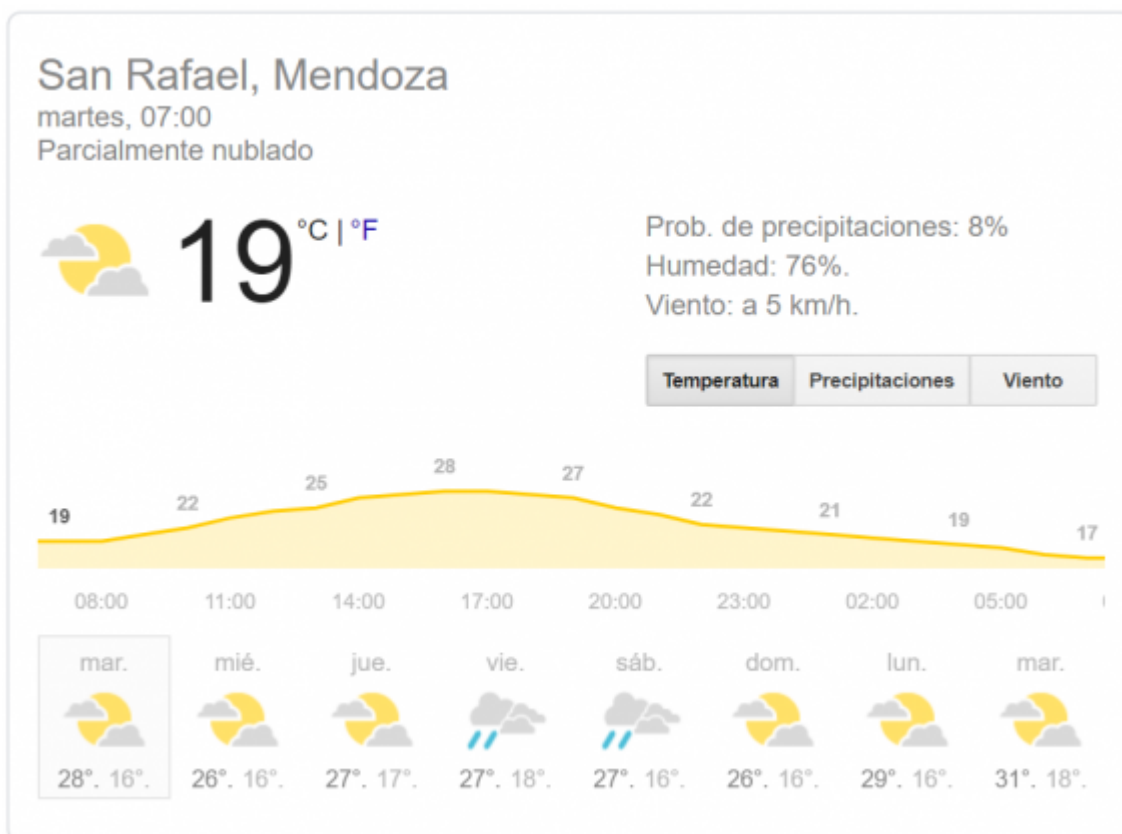 San Rafael, Mendoza
martes, 07:00
Parcialmente nublado
19 °C | °F
Prob. de precipitaciones: 8%
Humedad: 76%.
Viento: a 5 km/h.
Temperatura Precipitaciones Viento
19 22 25 28 27 22 21 19 17
08:00 11:00 14:00 17:00 20:00 23:00 02:00 05:00
mar. mié. jue. vie. sáb. dom. lun. mar.
28°. 16°. 26°. 16°. 27°. 17°. 27°. 18°. 27°. 16°. 26°. 16°. 29°. 16°. 31°. 18°.